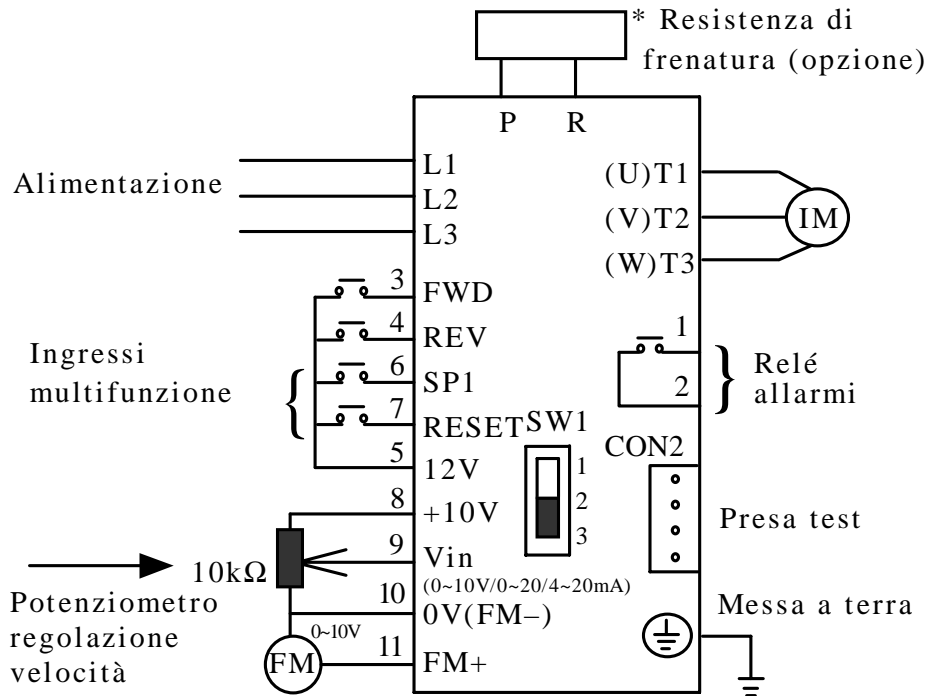 * Resistenza di
frenatura (opzione)
P R
Alimentazione
L1
L2
L3
(U)T1
(V)T2
(W)T3
IM
Ingressi
multifunzione
3 FWD
4 REV
6 SP1
7 RESET
5 12V
1
2
Relé
allarmi
SW1
1
2
3
CON2
Presa test
8 +10V
9 Vin
(0~10V/0~20/4~20mA)
10 0V(FM–)
11 FM+
10kΩ
Potenziometro
regolazione
velocità
0~10V
FM
Messa a terra